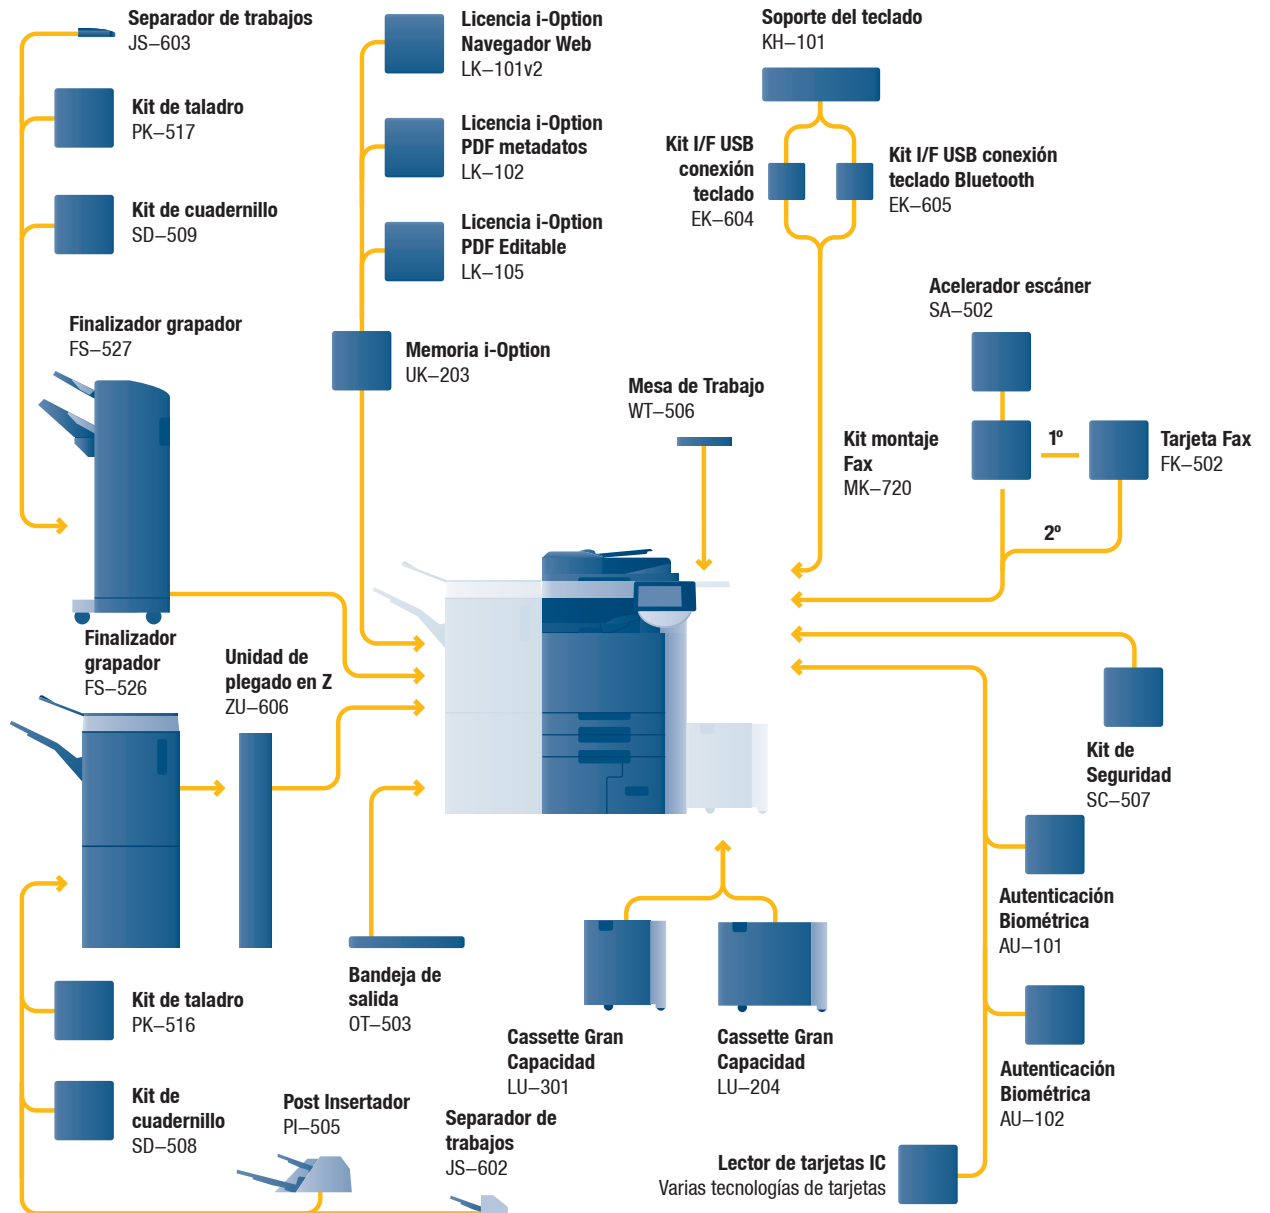 Separador de trabajos
JS–603
Kit de taladro
PK–517
Kit de cuadernillo
SD–509
Finalizador grapador
FS–527
Licencia i-Option
Navegador Web
LK–101v2
Licencia i-Option
PDF metadatos
LK–102
Licencia i-Option
PDF Editable
LK–105
Memoria i-Option
UK–203
Soporte del teclado
KH–101
Kit I/F USB
conexión
teclado
EK–604
Kit I/F USB conexión
teclado Bluetooth
EK–605
Mesa de Trabajo
WT–506
Acelerador escáner
SA–502
Kit montaje
Fax
MK–720
1º
Tarjeta Fax
FK–502
2º
Finalizador
grapador
FS–526
Unidad de
plegado en Z
ZU–606
Kit de
Seguridad
SC–507
Autenticación
Biométrica
AU–101
Bandeja de
salida
OT–503
Cassette Gran
Capacidad
LU–301
Cassette Gran
Capacidad
LU–204
Kit de taladro
PK–516
Kit de
cuadernillo
SD–508
Post Insertador
PI–505
Separador de
trabajos
JS–602
Autenticación
Biométrica
AU–102
Lector de tarjetas IC
Varias tecnologías de tarjetas